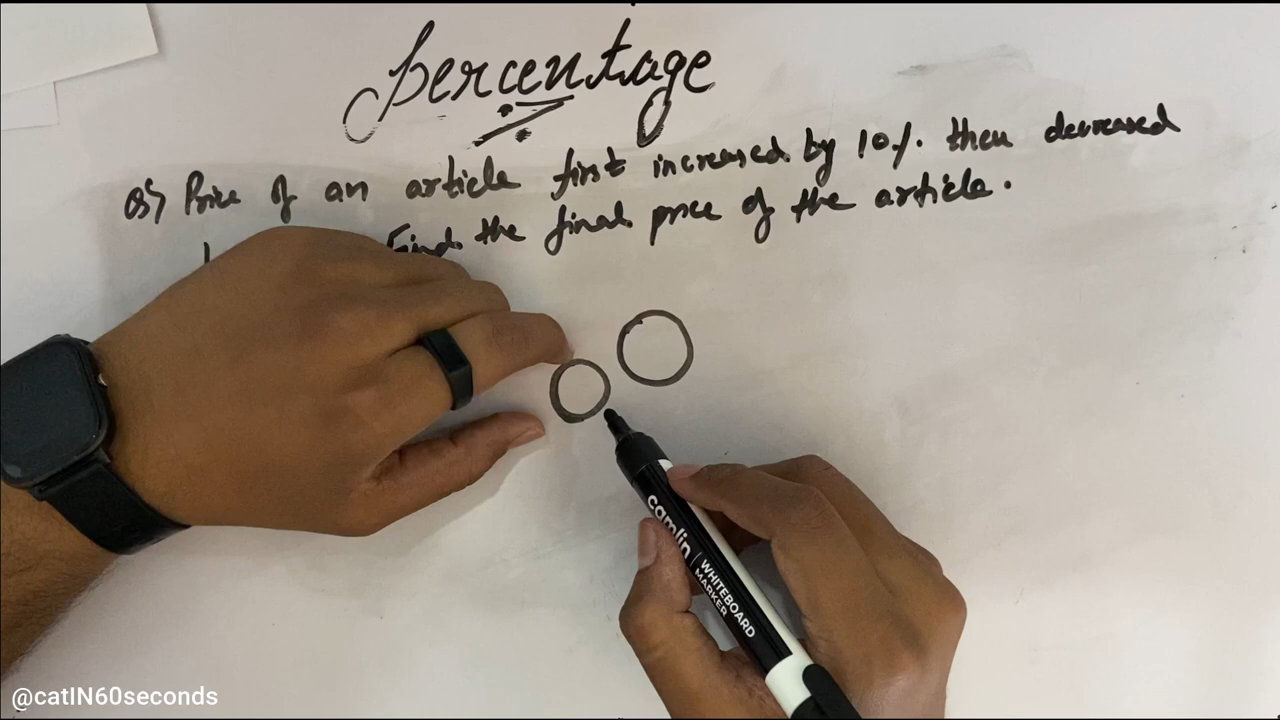 Percentage
Q5) Price of an article first increased by 10%. then decreased
Find the final price of the article.
camlin
WHITEBOARD
MARKER
@catIN60seconds